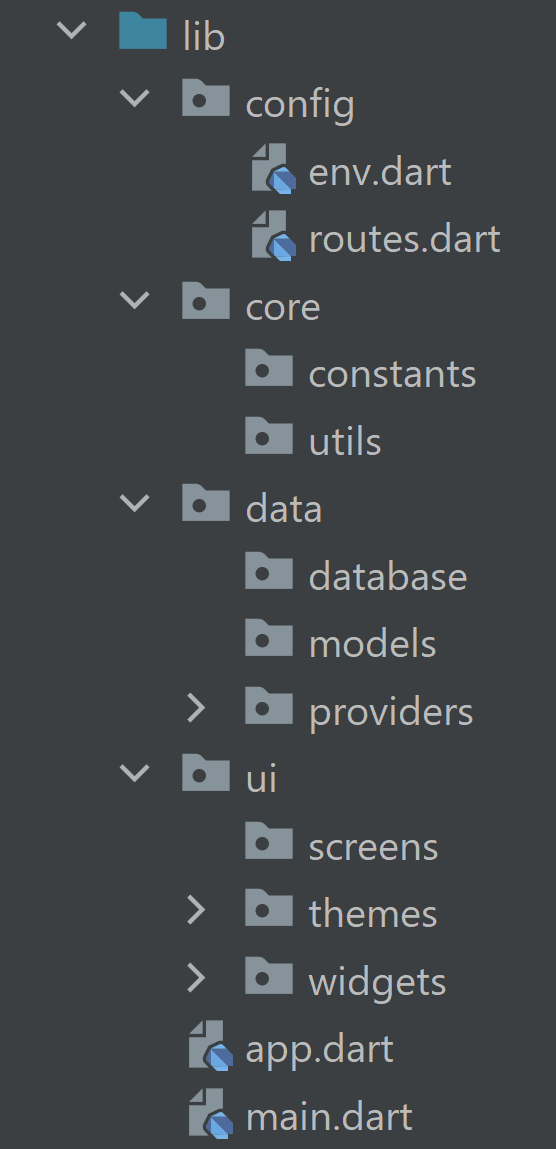 lib
config
env.dart
routes.dart
core
constants
utils
data
database
models
providers
ui
screens
themes
widgets
app.dart
main.dart